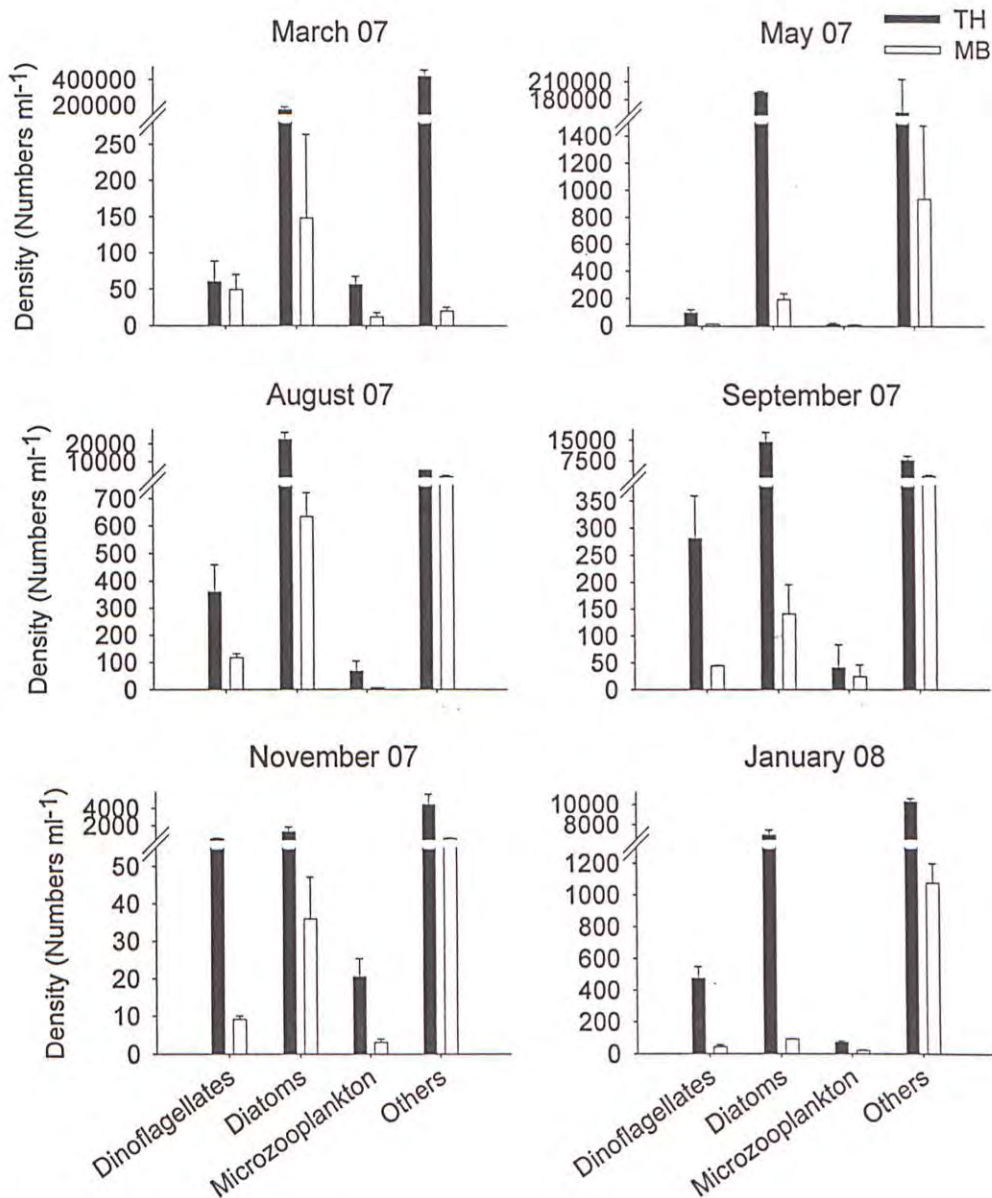 TH
MB
March 07
May 07
Density (Numbers ml-1)
400000
200000
250
200
150
100
50
0
210000
180000
1400
1200
1000
800
600
400
200
0
August 07
September 07
Density (Numbers ml-1)
20000
10000
700
600
500
400
300
200
100
0
15000
7500
350
300
250
200
150
100
50
0
November 07
January 08
Density (Numbers ml-1)
4000
2000
50
40
30
20
10
0
10000
8000
1200
1000
800
600
400
200
0
Dinoflagellates
Diatoms
Microzooplankton
Others
Dinoflagellates
Diatoms
Microzooplankton
Others